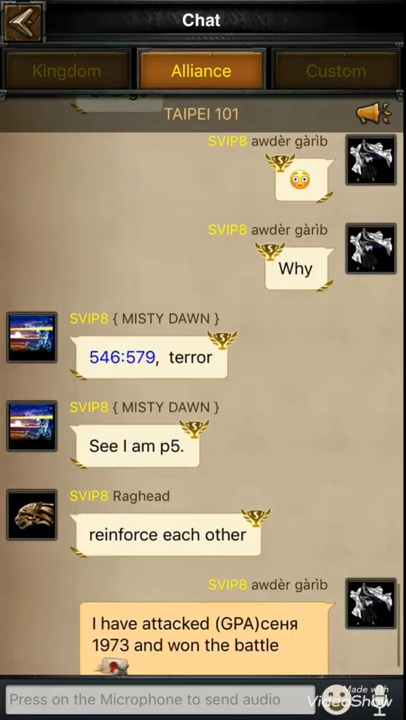 Chat
Kingdom
Alliance
Custom
TAIPEI 101
SVIP8 awdèr gàrìb
SVIP8 awdèr gàrìb
Why
SVIP8 { MISTY DAWN }
546:579, terror
SVIP8 { MISTY DAWN }
See I am p5.
SVIP8 Raghead
reinforce each other
SVIP8 awdèr gàrìb
I have attacked (GPA)сеня
1973 and won the battle
Press on the Microphone to send audio
Made with
VideoShow